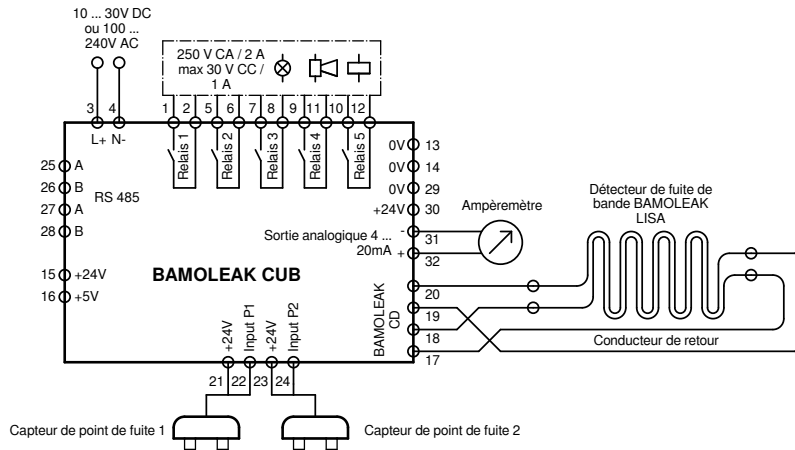 10 ... 30V DC
ou 100 ...
240V AC
250 V CA / 2 A
max 30 V CC /
1 A
3 4 1 2 5 6 7 8 9 11 10 12
L+ N-
Relais 1
Relais 2
Relais 3
Relais 4
Relais 5
25 A
26 B
27 A
28 B
RS 485
15 +24V
16 +5V
BAMOLEAK CUB
0V 13
0V 14
0V 29
+24V 30
Sortie analogique 4 ...
20mA
- 31
+ 32
Ampèremètre
BAMOLEAK
CD
20
19
18
17
Détecteur de fuite de
bande BAMOLEAK
LISA
Conducteur de retour
+24V
Input P1
+24V
Input P2
21 22 23 24
Capteur de point de fuite 1
Capteur de point de fuite 2